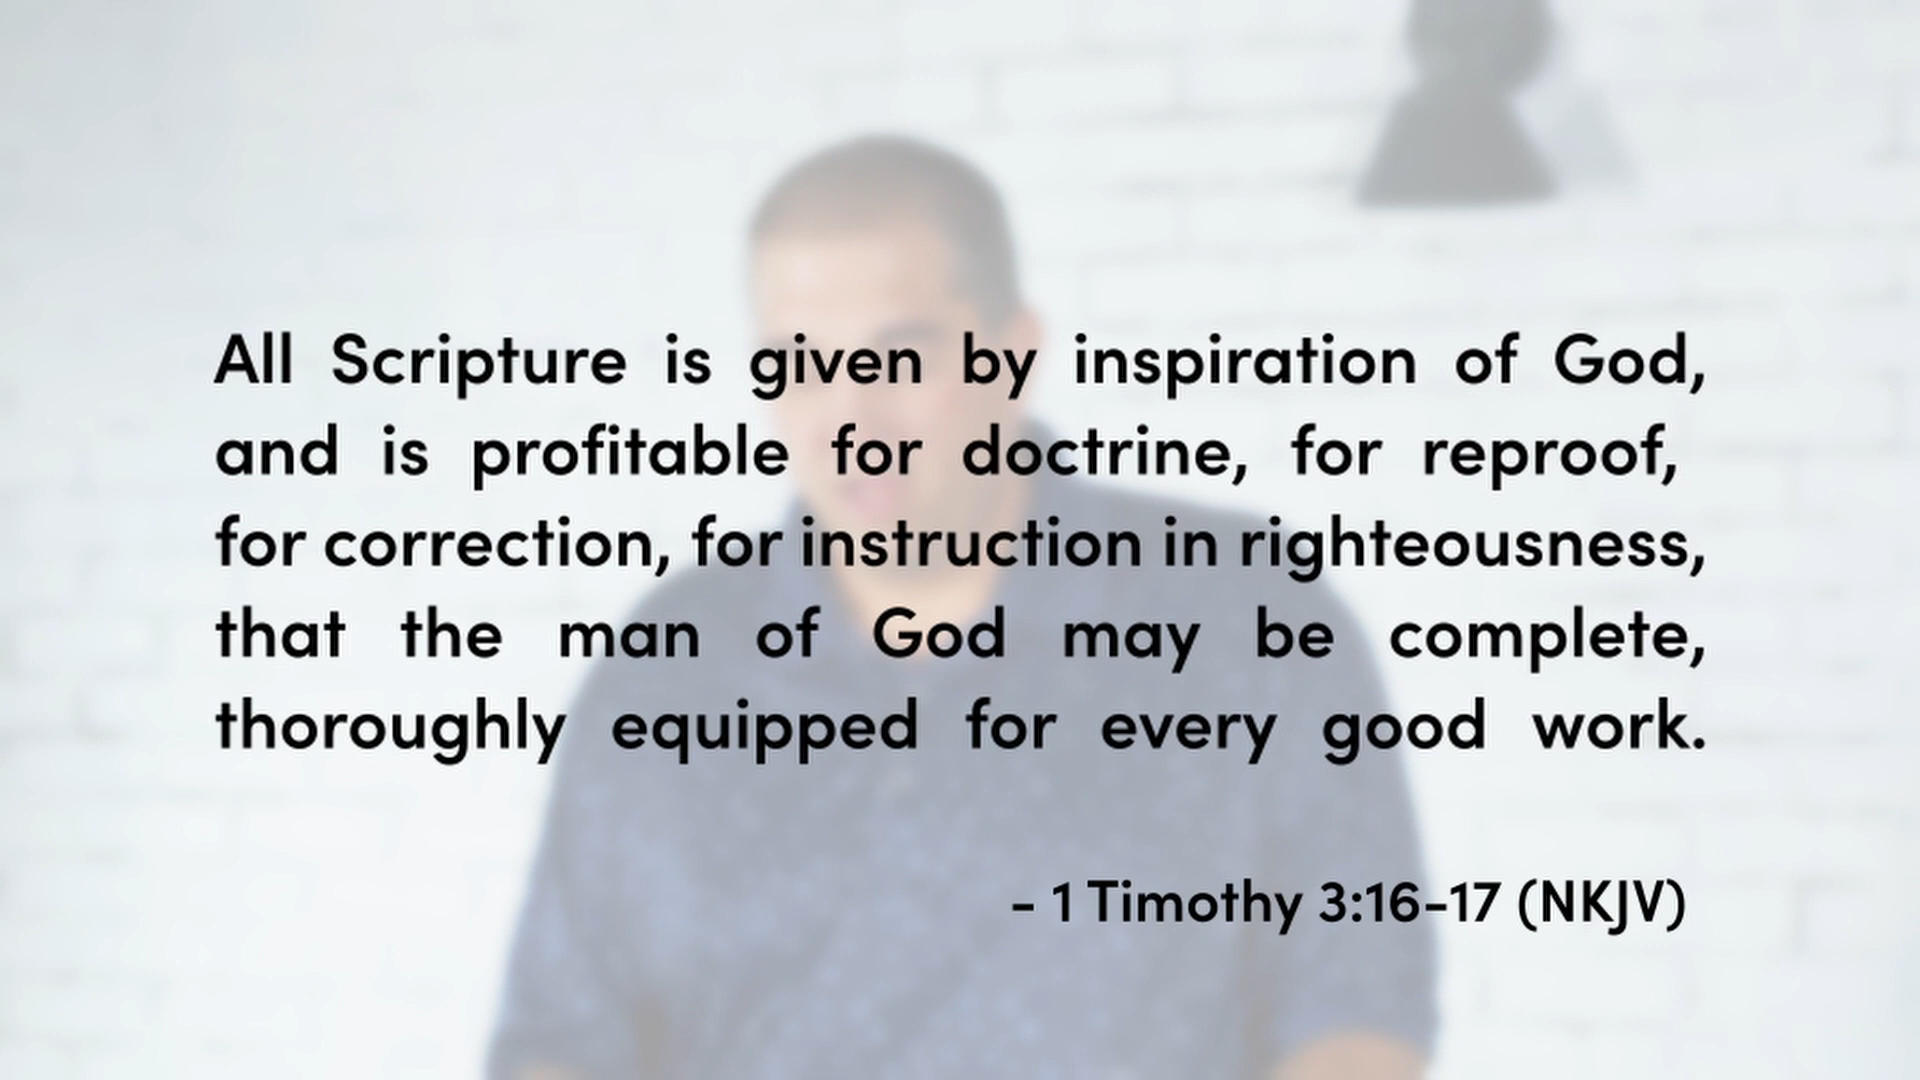 All Scripture is given by inspiration of God,
and is profitable for doctrine, for reproof,
for correction, for instruction in righteousness,
that the man of God may be complete,
thoroughly equipped for every good work.
- 1 Timothy 3:16-17 (NKJV)